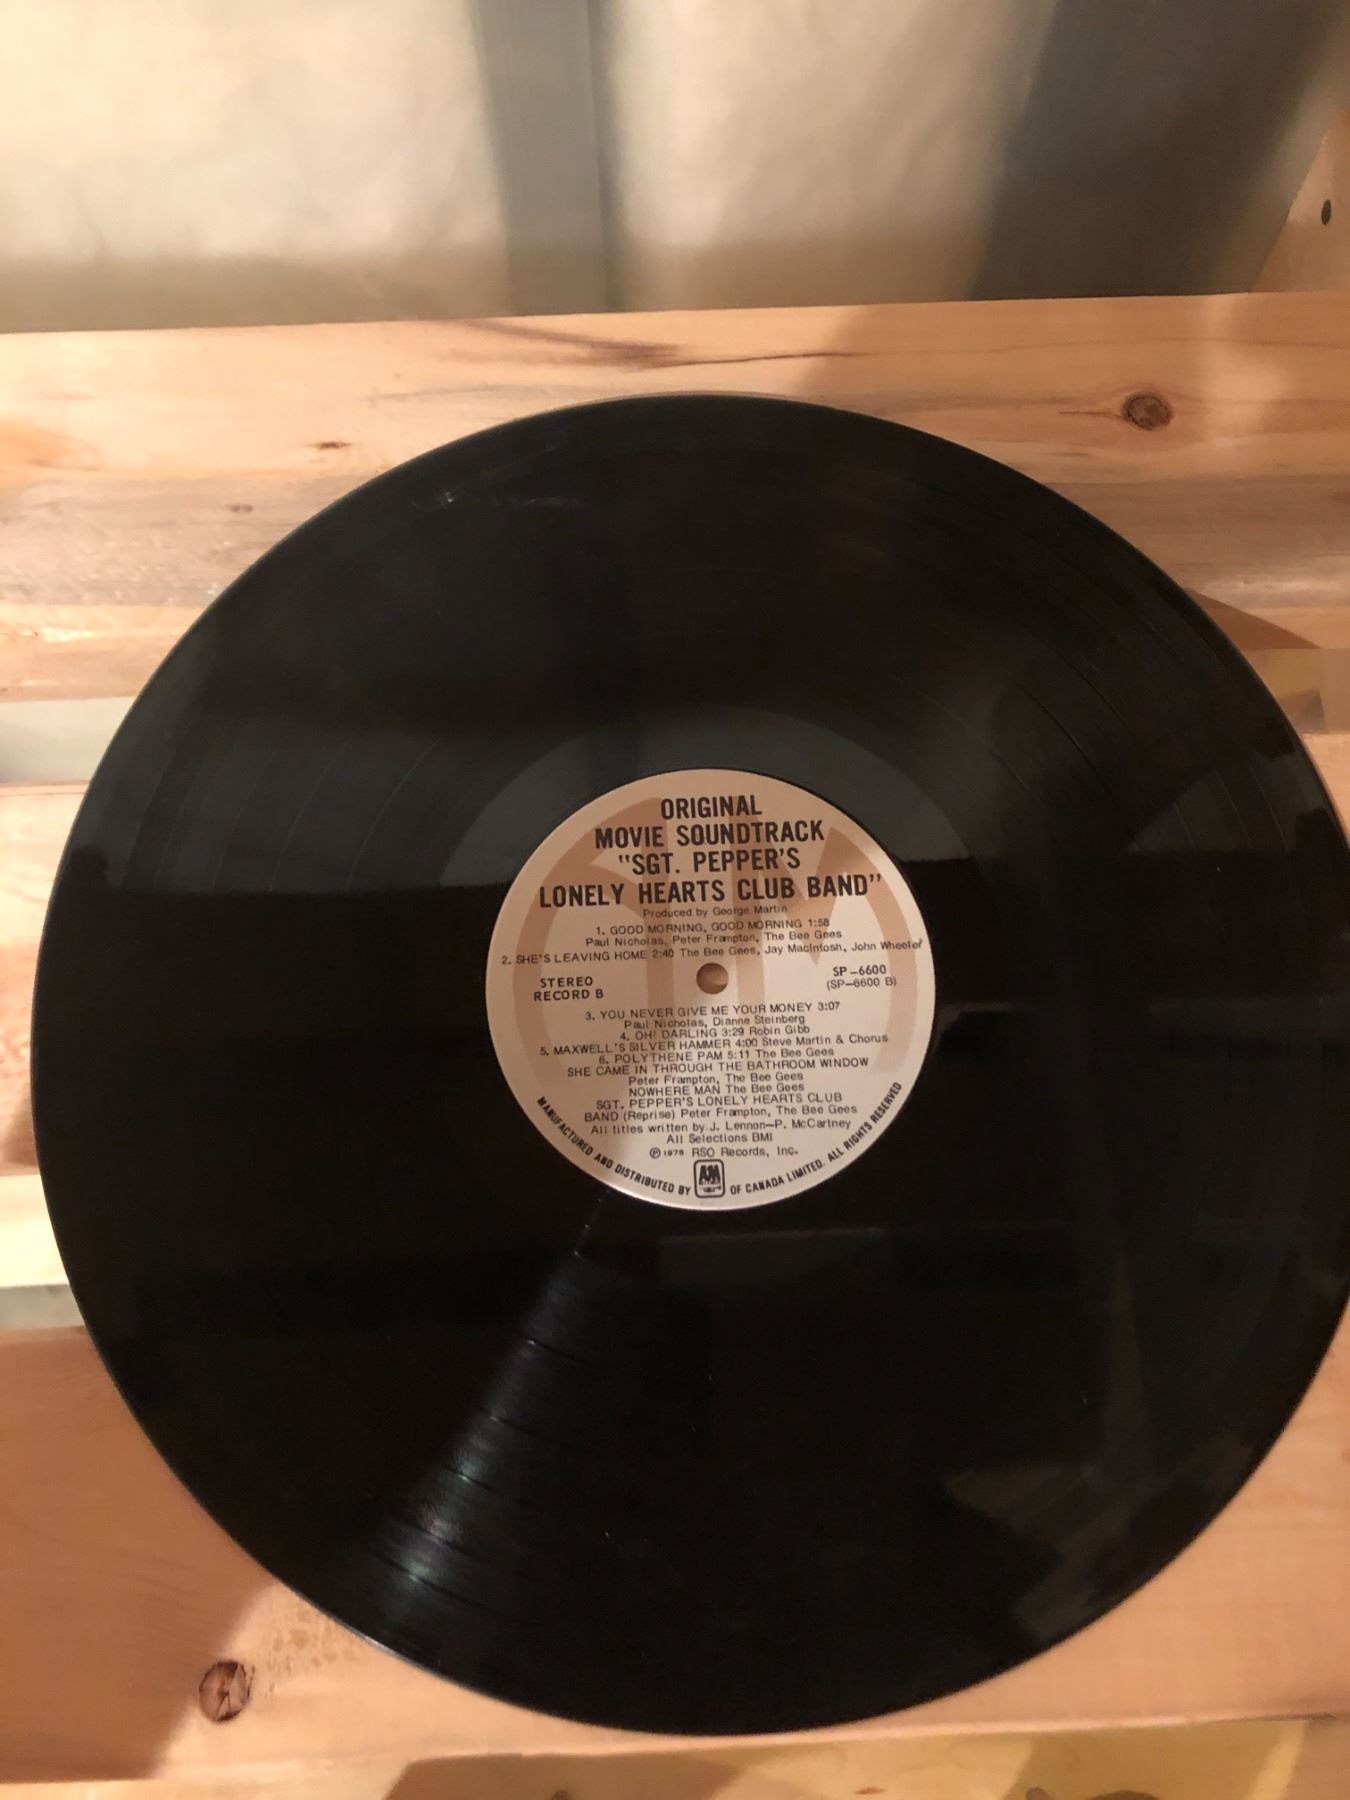 ORIGINAL
MOVIE SOUNDTRACK
"SGT. PEPPER'S
LONELY HEARTS CLUB BAND"
Produced by George Martin
1. GOOD MORNING, GOOD MORNING 1:58
Paul Nicholas, Peter Frampton, The Bee Gees
2. SHE'S LEAVING HOME 2:40 The Bee Gees, Jay MacIntosh, John Wheeler
STEREO
RECORD B
SP-6600
(SP-6600 B)
3. YOU NEVER GIVE ME YOUR MONEY 3:07
Paul Nicholas, Dianne Steinberg
4. OH! DARLING 3:29 Robin Gibb
5. MAXWELL'S SILVER HAMMER 4:00 Steve Martin & Chorus
6. POLYTHENE PAM 5:11 The Bee Gees
SHE CAME IN THROUGH THE BATHROOM WINDOW
Peter Frampton, The Bee Gees
NOWHERE MAN The Bee Gees
SGT. PEPPER'S LONELY HEARTS CLUB
BAND (Reprise) Peter Frampton, The Bee Gees
All titles written by J. Lennon-P. McCartney
All Selections BMI
℗ 1978 RSO Records, Inc.
MANUFACTURED AND DISTRIBUTED BY A&M OF CANADA LIMITED. ALL RIGHTS RESERVED